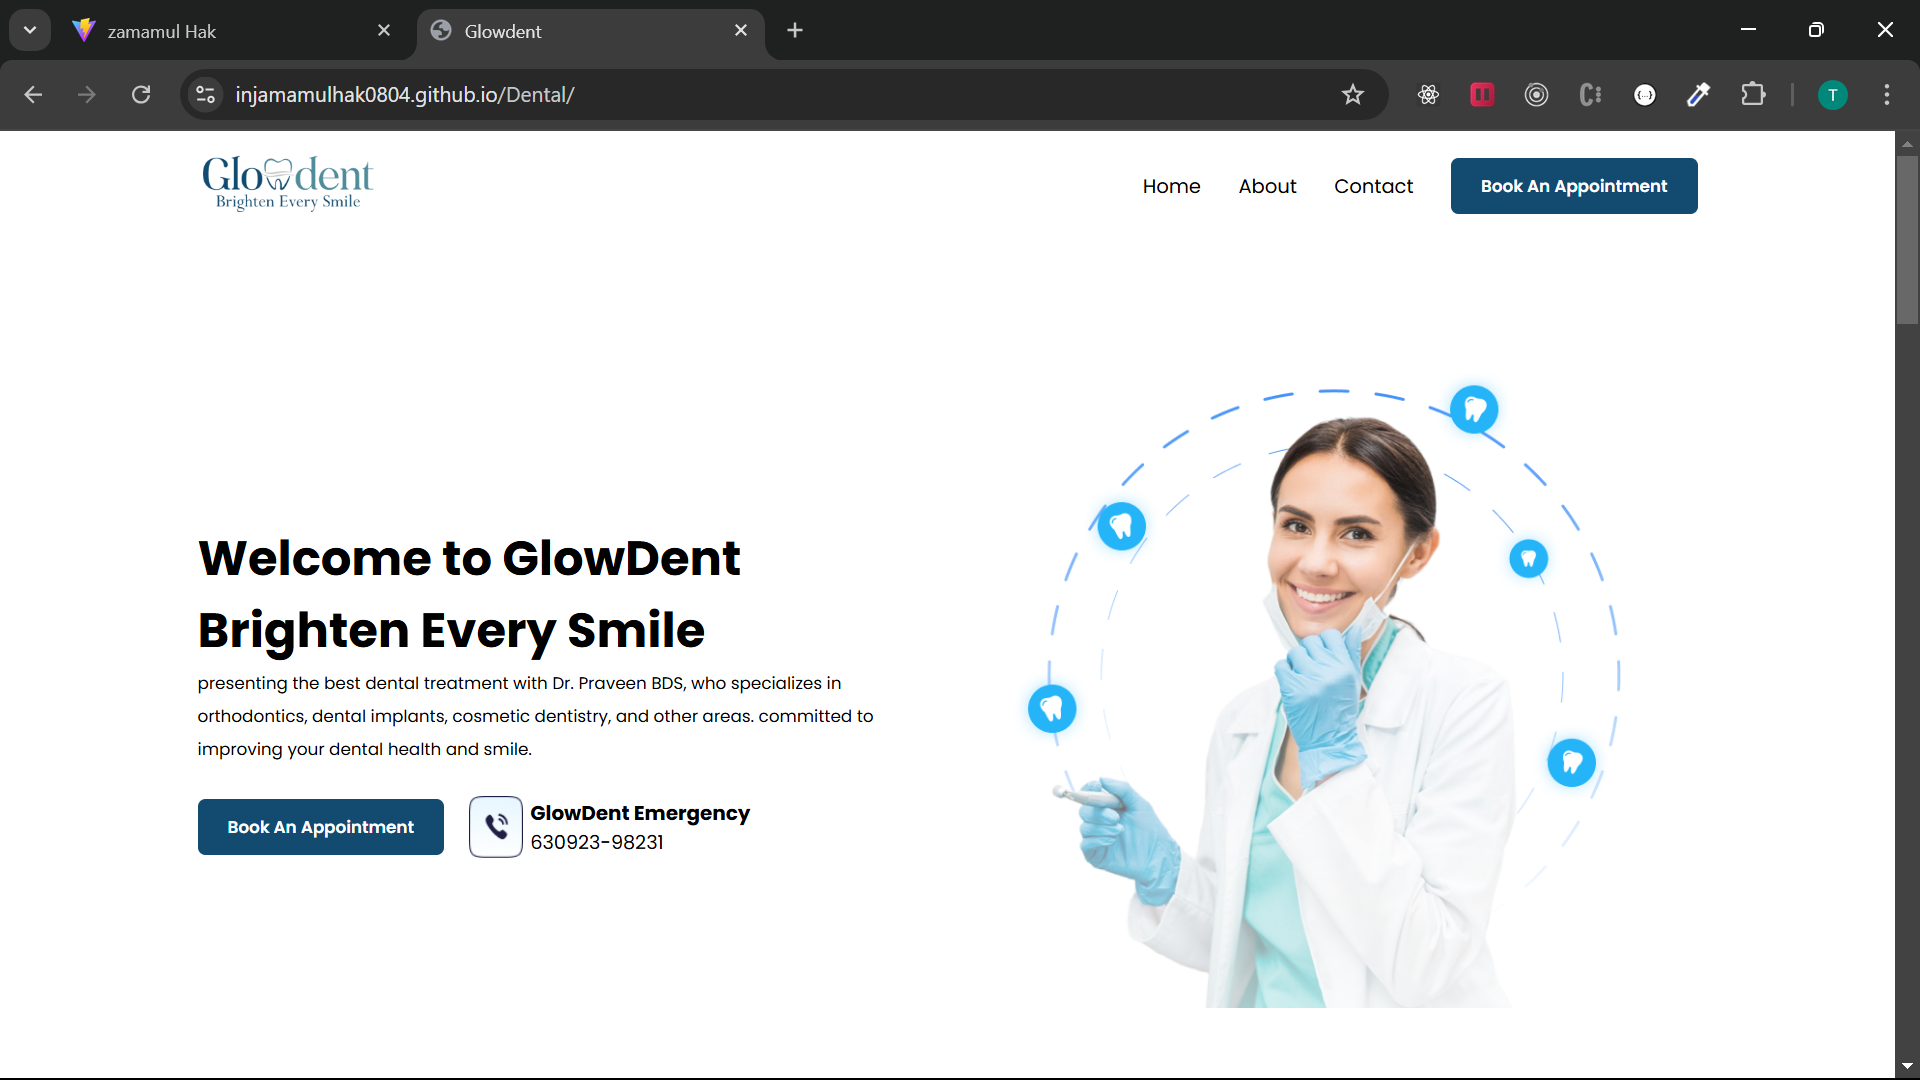 zamamul Hak
Glowdent
injamamulhak0804.github.io/Dental/
T
Glowdent
Brighten Every Smile
Home About Contact Book An Appointment
Welcome to GlowDent
Brighten Every Smile
presenting the best dental treatment with Dr. Praveen BDS, who specializes in
orthodontics, dental implants, cosmetic dentistry, and other areas. committed to
improving your dental health and smile.
Book An Appointment
GlowDent Emergency
630923-98231